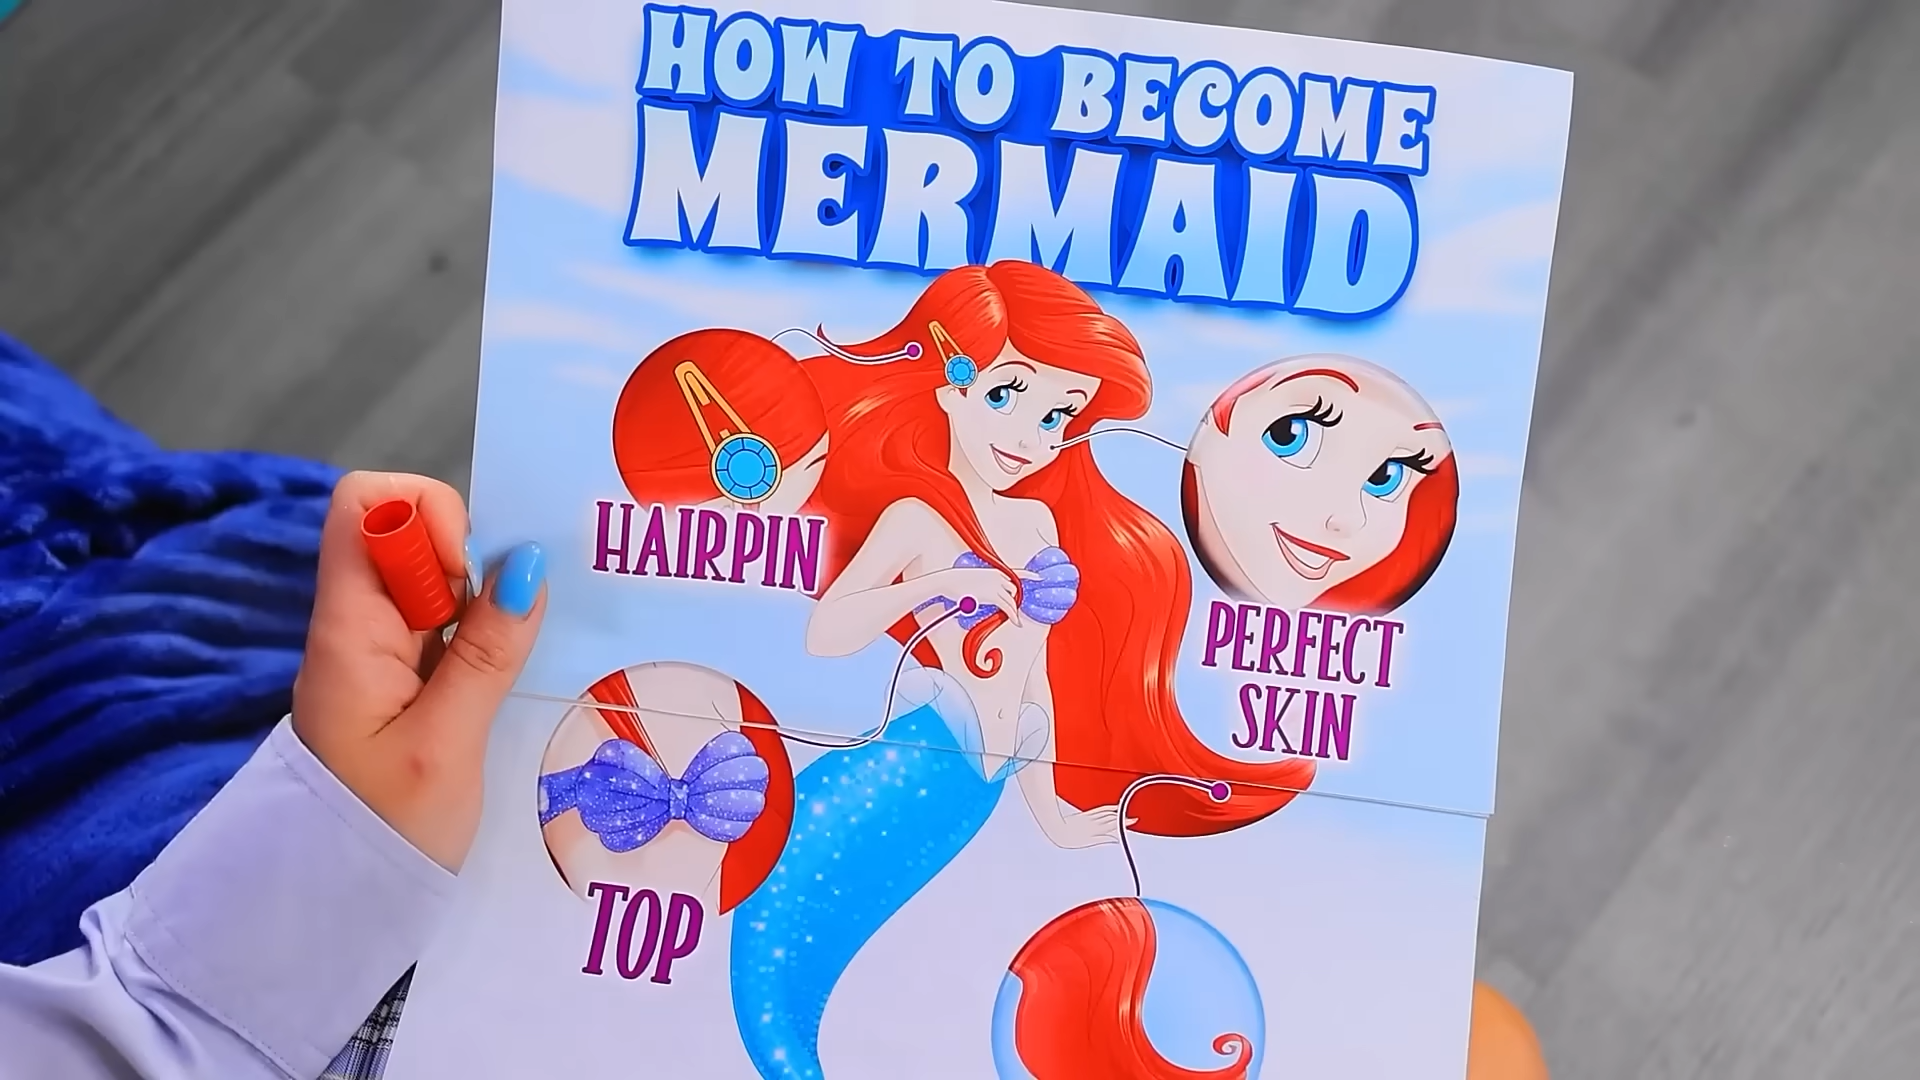 HOW TO BECOME
MERMAID
HAIRPIN
PERFECT
SKIN
TOP